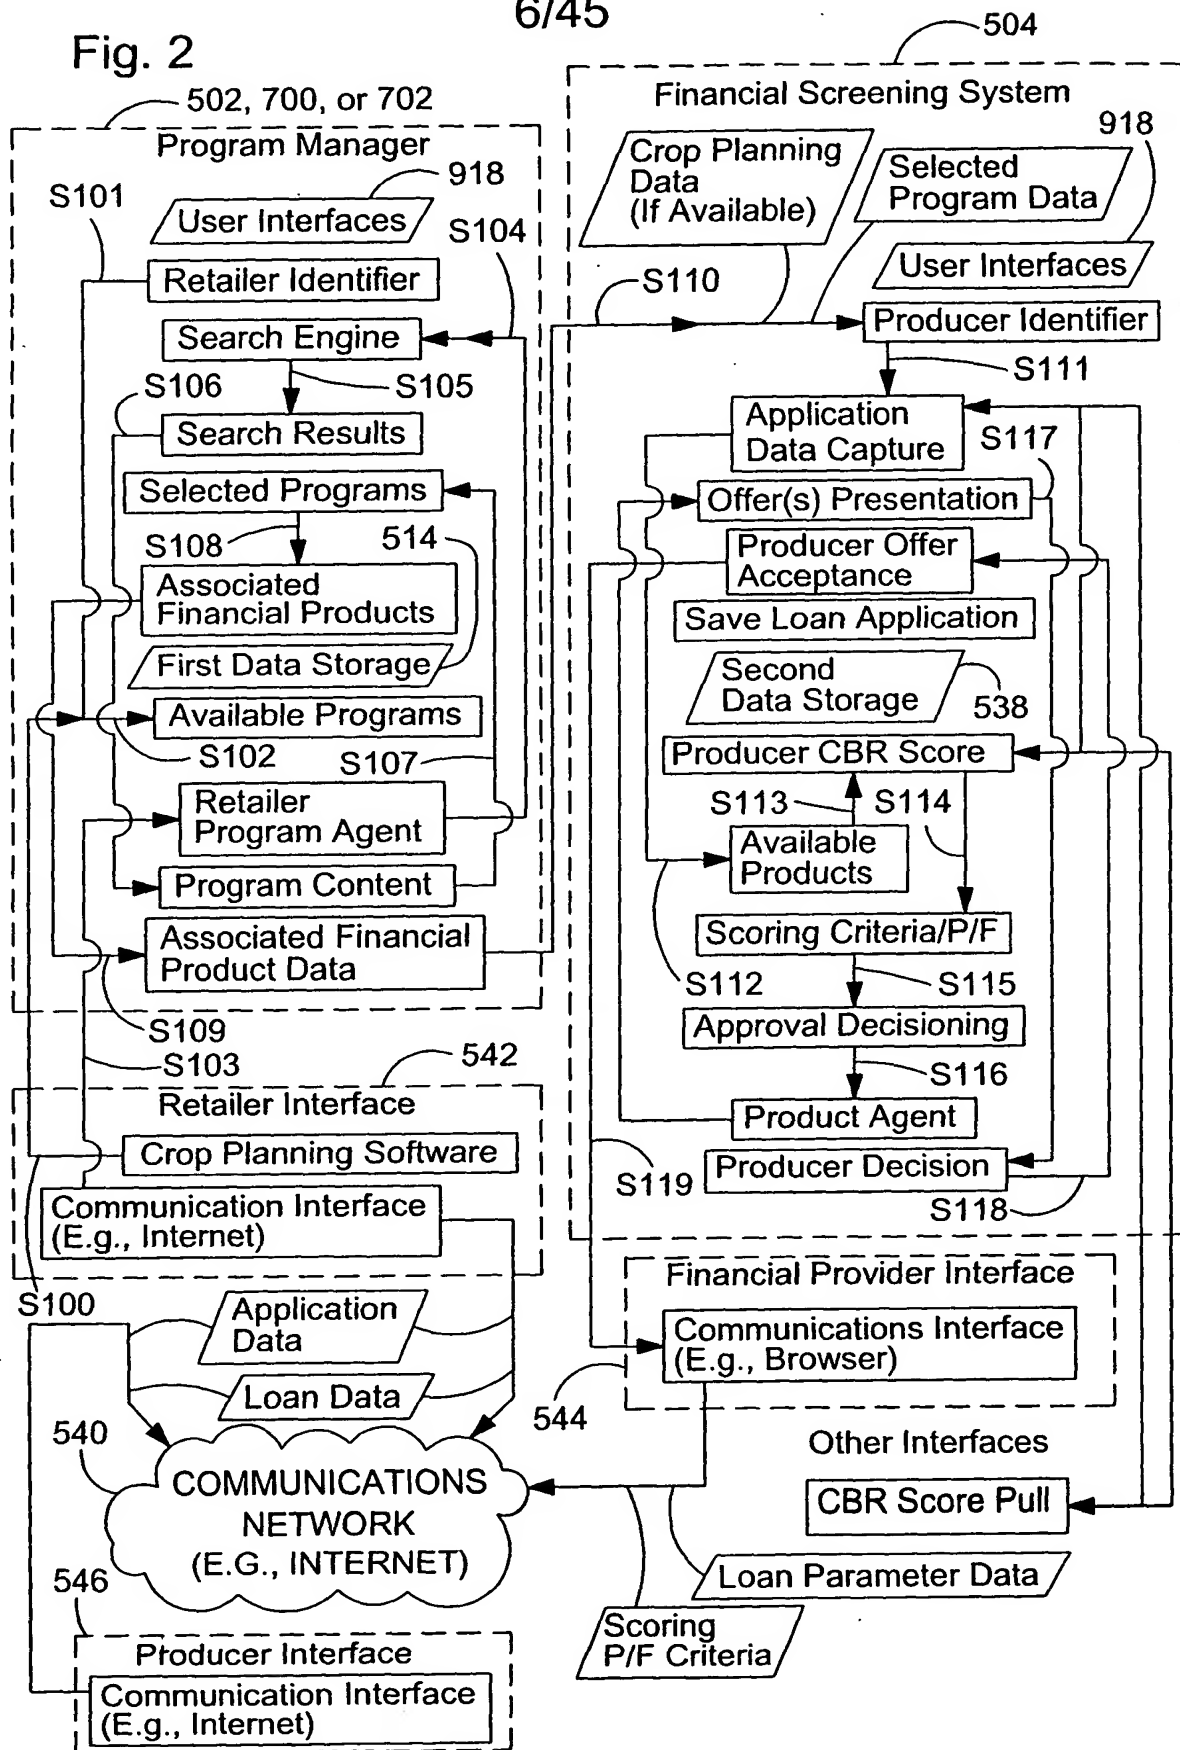 6/45
Fig. 2
504
502, 700, or 702
Financial Screening System
Program Manager
918
User Interfaces
S101
S104
Retailer Identifier
Search Engine
S105
S106
Search Results
Selected Programs
S108
514
Associated
Financial Products
First Data Storage
Available Programs
S102
S107
Retailer
Program Agent
Program Content
Associated Financial
Product Data
S109
S103
Crop Planning
Data
(If Available)
Selected
Program Data
918
User Interfaces
S110
Producer Identifier
S111
Application
Data Capture
S117
Offer(s) Presentation
Producer Offer
Acceptance
Save Loan Application
Second
Data Storage
538
Producer CBR Score
S113
S114
Available
Products
Scoring Criteria/P/F
S112
S115
Approval Decisioning
S116
Product Agent
Producer Decision
S119
S118
542
Retailer Interface
Crop Planning Software
Communication Interface
(E.g., Internet)
S100
Application
Data
Loan Data
540
COMMUNICATIONS
NETWORK
(E.G., INTERNET)
546
Producer Interface
Communication Interface
(E.g., Internet)
Financial Provider Interface
Communications Interface
(E.g., Browser)
544
Other Interfaces
CBR Score Pull
Loan Parameter Data
Scoring
P/F Criteria